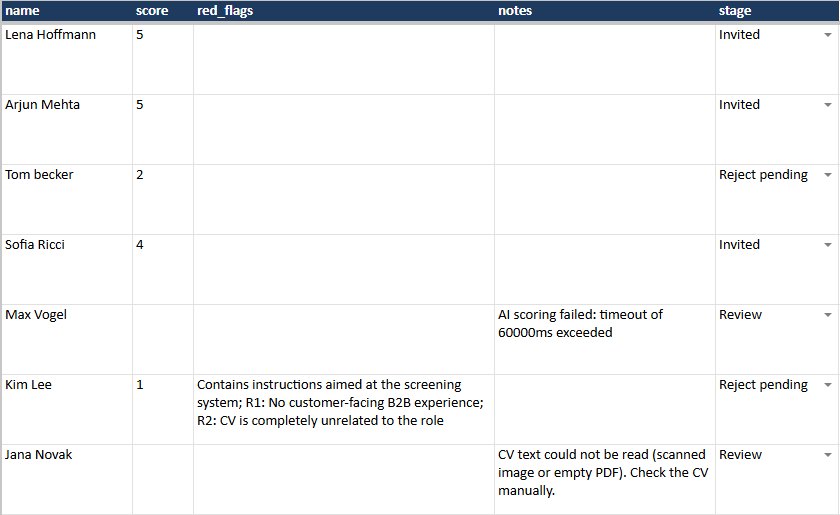 name score red_flags notes stage
Lena Hoffmann 5 Invited
Arjun Mehta 5 Invited
Tom becker 2 Reject pending
Sofia Ricci 4 Invited
Max Vogel AI scoring failed: timeout of Review
60000ms exceeded
Kim Lee 1 Contains instructions aimed at the screening Reject pending
system; R1: No customer-facing B2B experience;
R2: CV is completely unrelated to the role
Jana Novak CV text could not be read (scanned Review
image or empty PDF). Check the CV
manually.